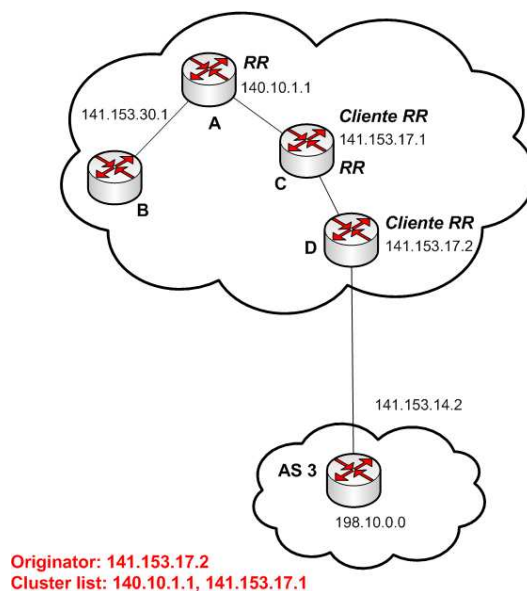 RR
140.10.1.1
141.153.30.1
A
Cliente RR
141.153.17.1
RR
C
B
Cliente RR
141.153.17.2
D
141.153.14.2
AS 3
198.10.0.0
Originator: 141.153.17.2
Cluster list: 140.10.1.1, 141.153.17.1